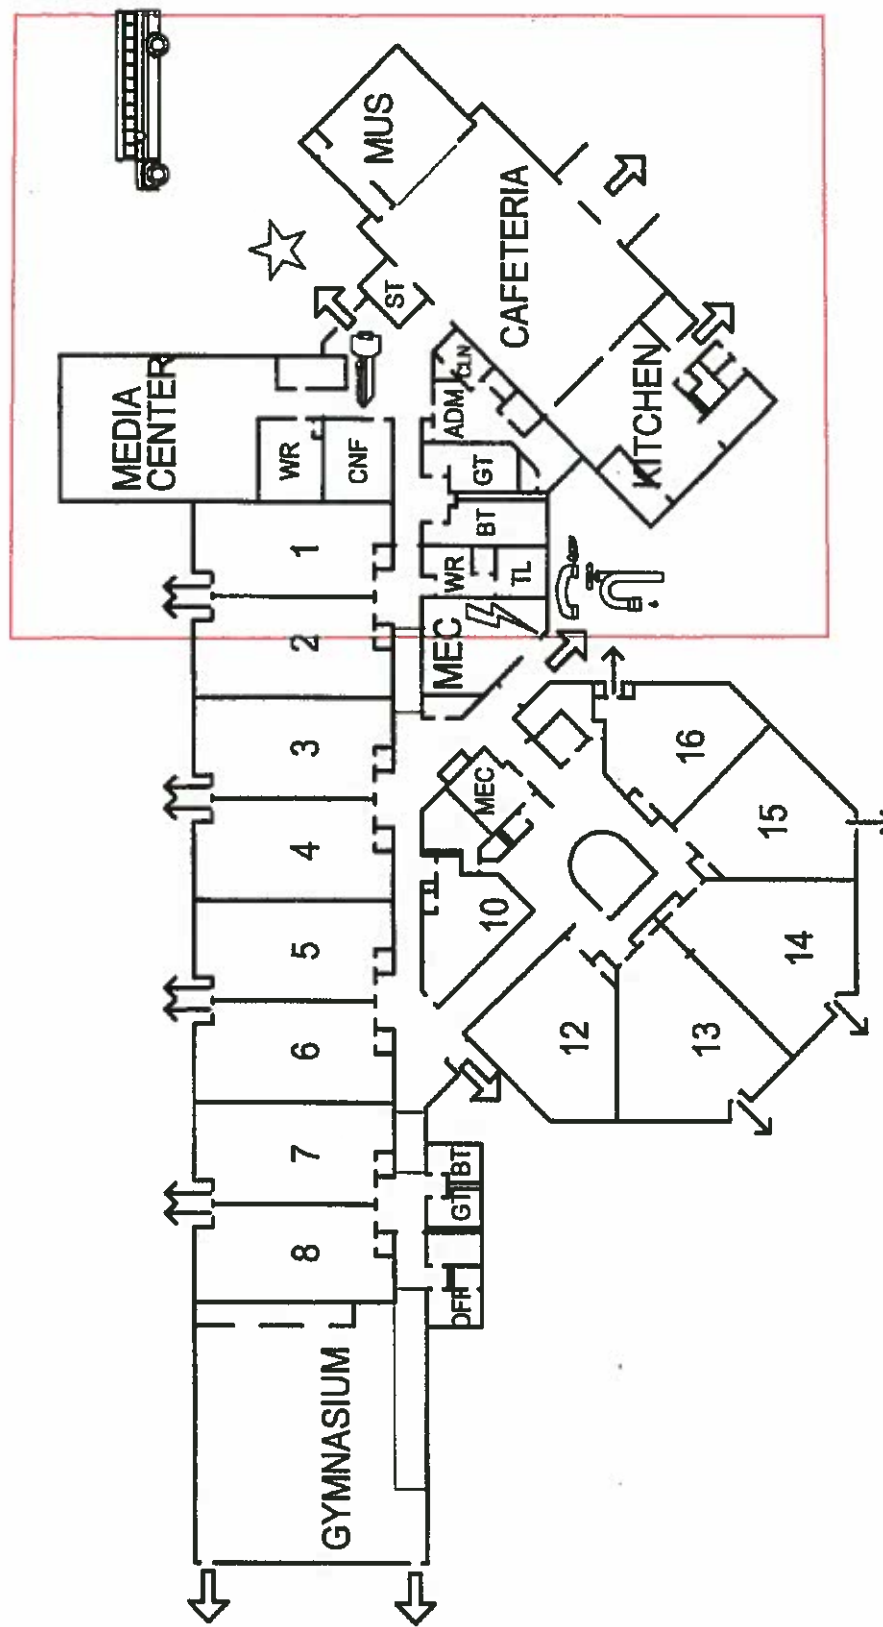 MEDIA
CENTER
WR
CNF
1
2
3
4
5
6
7
8
GYMNASIUM
MUS
ST
CAFETERIA
KITCHEN
CLN
ADM
GT
BT
WR
TL
MEC
MEC
10
12
13
14
15
16
BT
GT
OFR